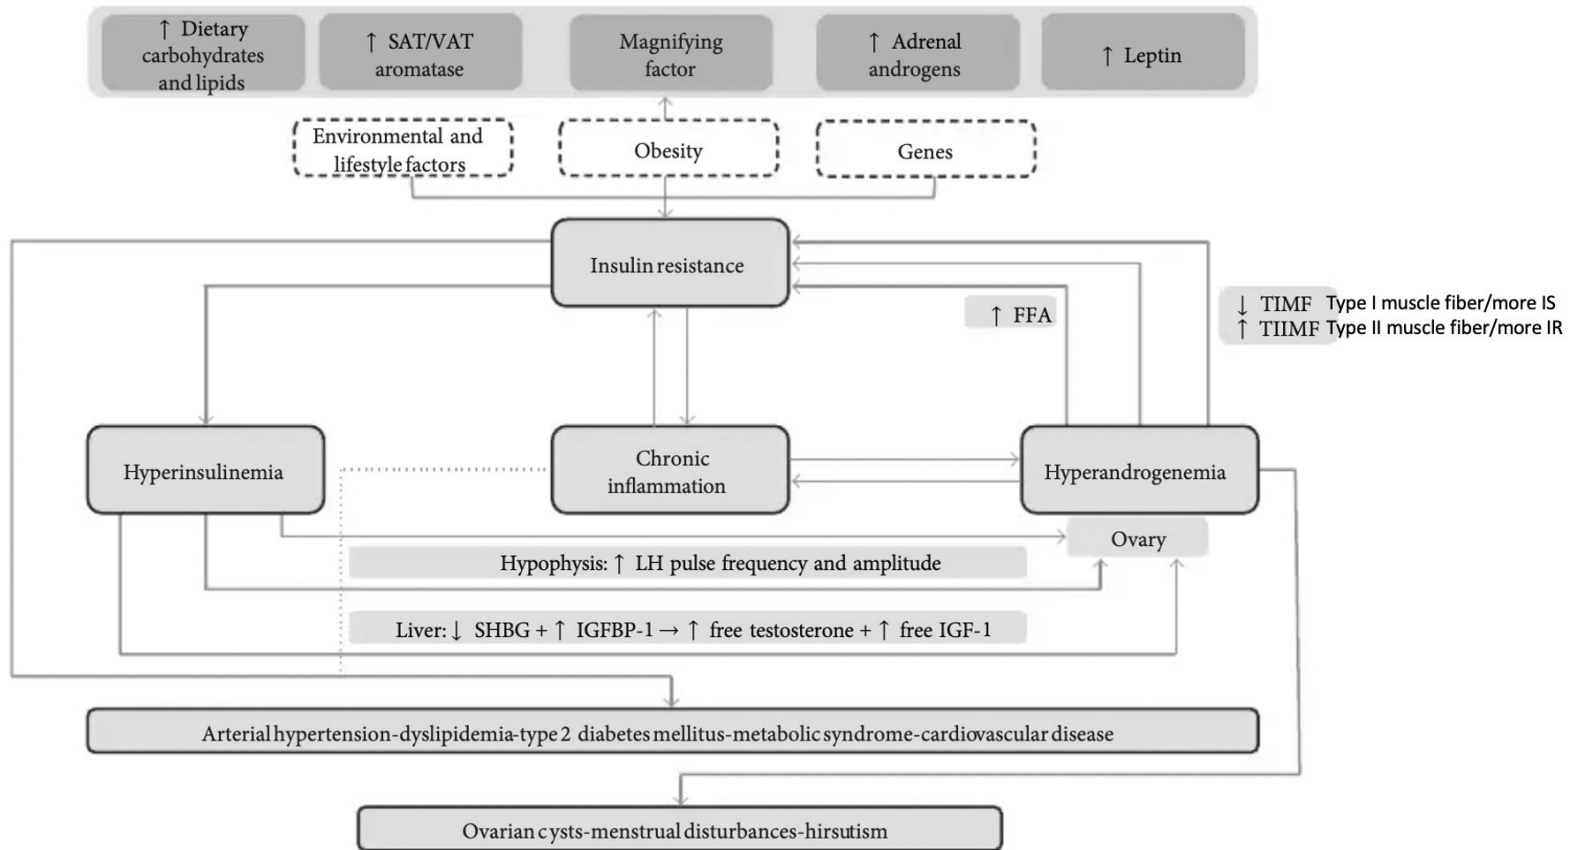 ↑ Dietary
carbohydrates
and lipids
↑ SAT/VAT
aromatase
Magnifying
factor
↑ Adrenal
androgens
↑ Leptin
Environmental and
lifestyle factors
Obesity
Genes
Insulin resistance
↑ FFA
↓ TIMF Type I muscle fiber/more IS
↑ TIIMF Type II muscle fiber/more IR
Hyperinsulinemia
Chronic
inflammation
Hyperandrogenemia
Ovary
Hypophysis: ↑ LH pulse frequency and amplitude
Liver: ↓ SHBG + ↑ IGFBP-1 → ↑ free testosterone + ↑ free IGF-1
Arterial hypertension-dyslipidemia-type 2 diabetes mellitus-metabolic syndrome-cardiovascular disease
Ovarian cysts-menstrual disturbances-hirsutism